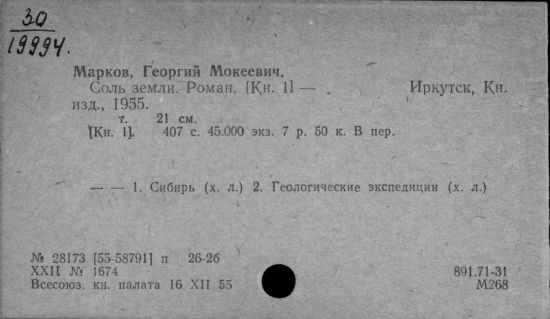 30
19994.
Марков, Георгий Мокеевич.
Соль земли. Роман. [Кн. 1] — Иркутск, Кн.
изд., 1955.
т. 21 см.
[Кн. 1]. 407 с. 45.000 экз. 7 р. 50 к. В пер.
— — 1. Сибирь (х. л.) 2. Геологические экспедиции (х. л.)
№ 28173 [55-58791] п 26-2б
XXII № 1674 891.71-31
Всесоюз. кн. палата 16 XII 55 М268